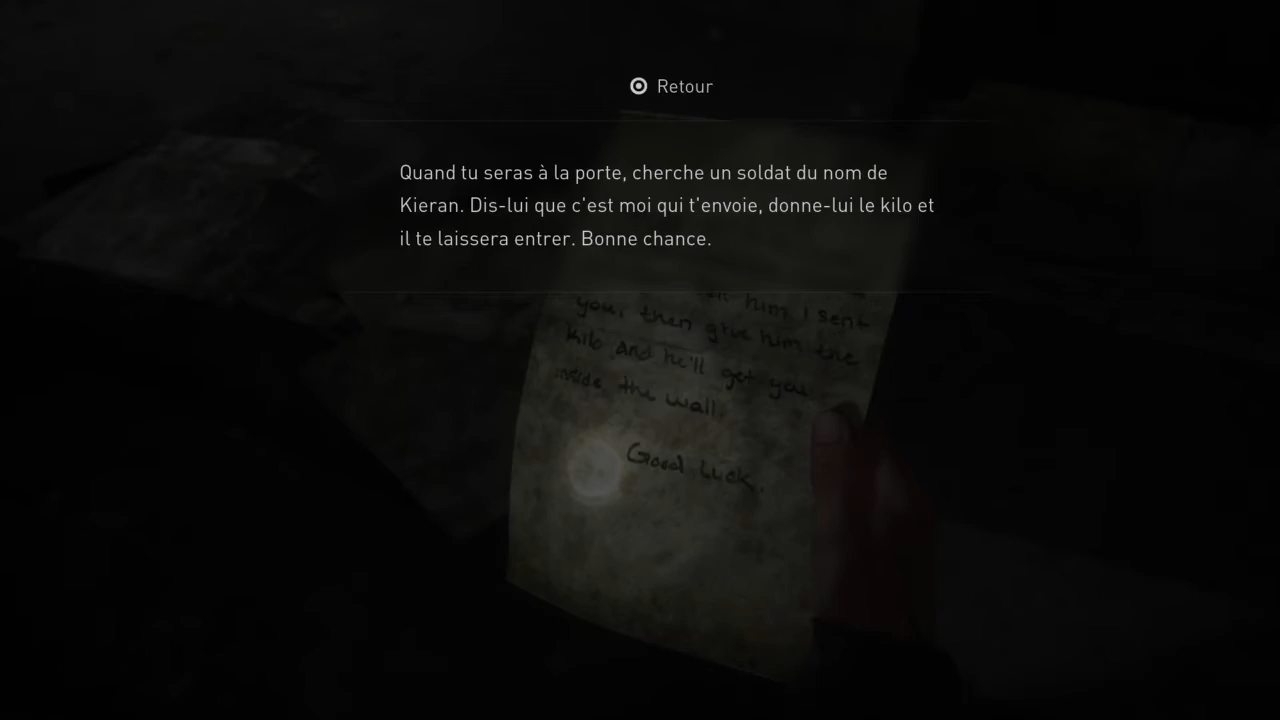 Retour
Quand tu seras à la porte, cherche un soldat du nom de
Kieran. Dis-lui que c'est moi qui t'envoie, donne-lui le kilo et
il te laissera entrer. Bonne chance.
him I sent
you, then give him the
kilo and he'll get you
inside the wall.
Good Luck.